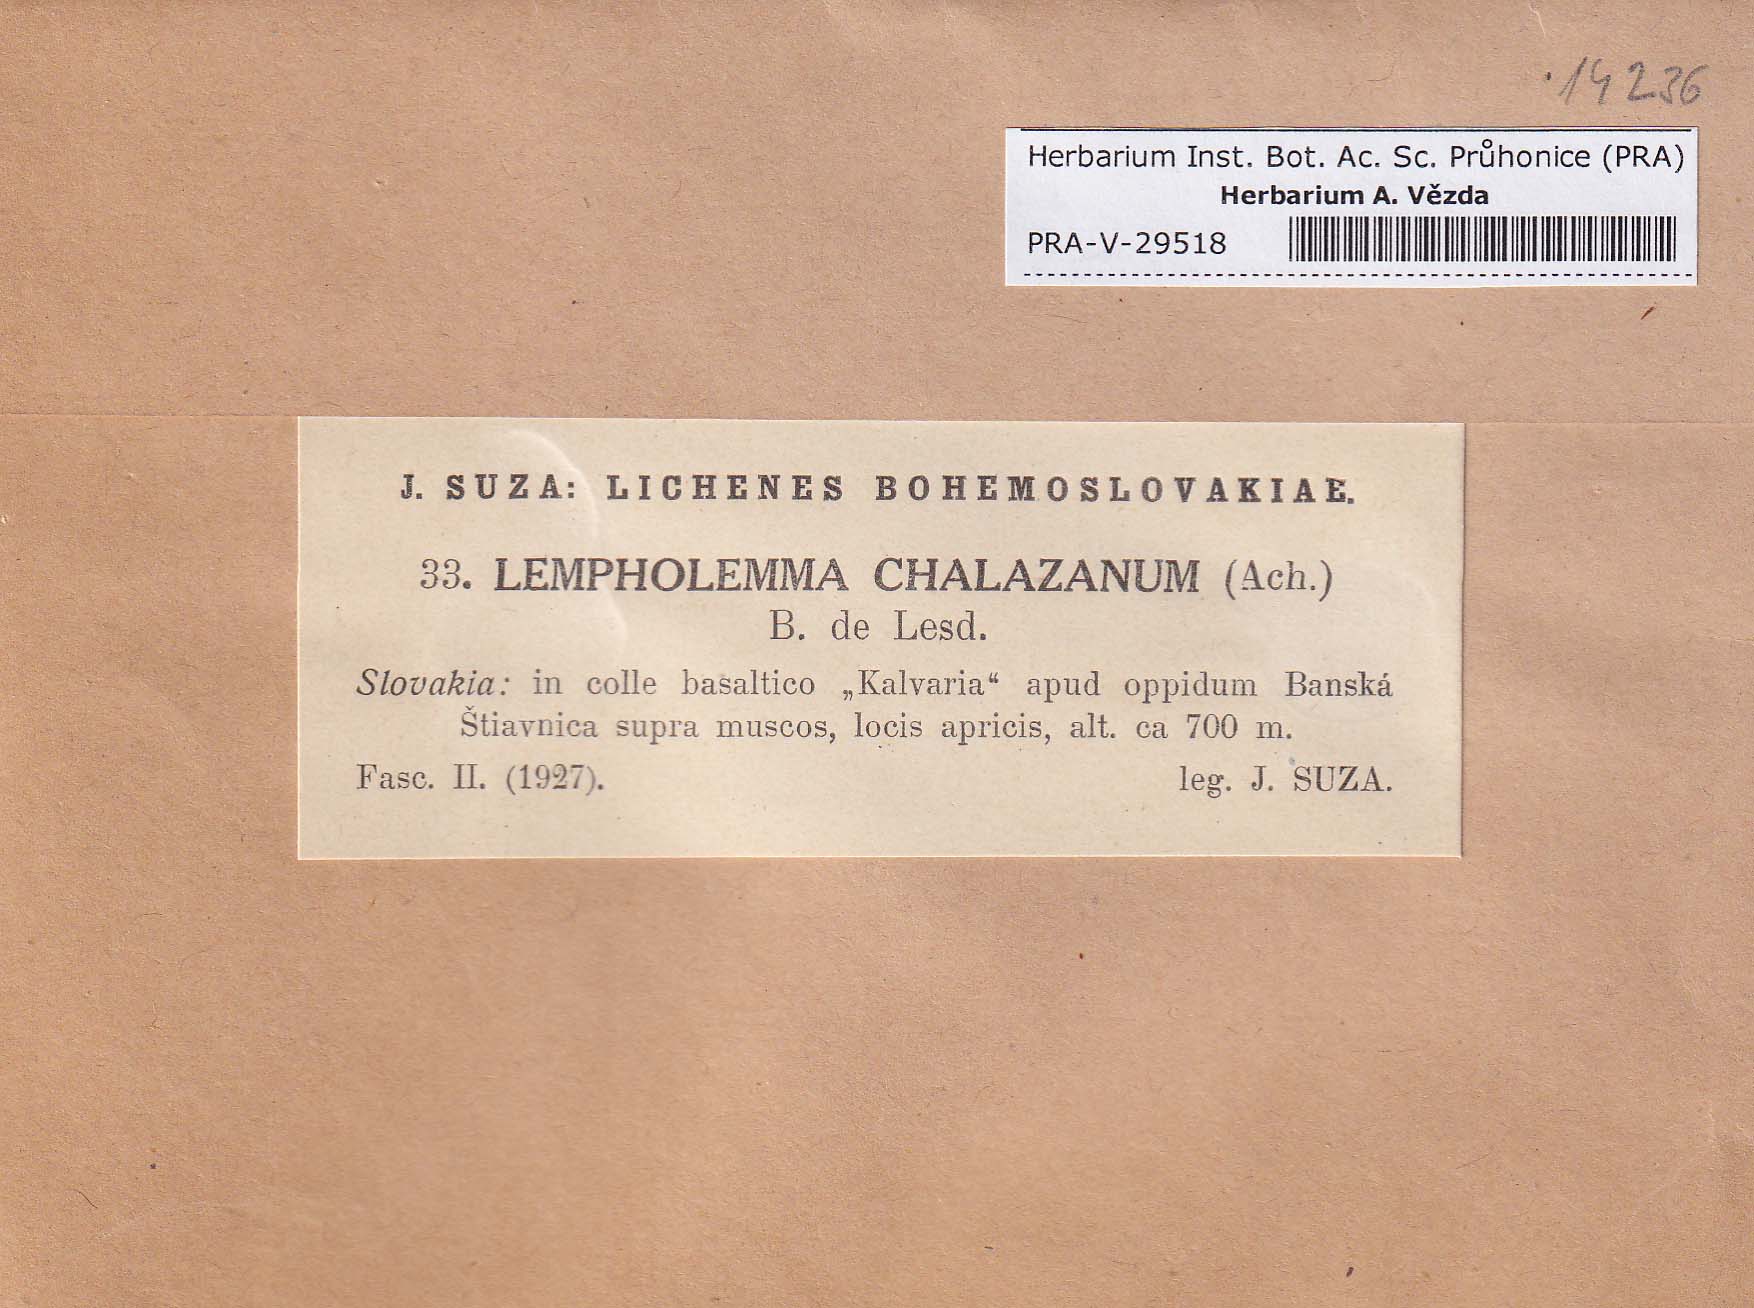 14236
Herbarium Inst. Bot. Ac. Sc. Průhonice (PRA)
Herbarium A. Vězda
PRA-V-29518
J. SUZA: LICHENES BOHEMOSLOVAKIAE.
33. LEMPHOLEMMA CHALAZANUM (Ach.)
B. de Lesd.
Slovakia: in colle basaltico „Kalvaria“ apud oppidum Banská
Štiavnica supra muscos, locis apricis, alt. ca 700 m.
Fasc. II. (1927). leg. J. SUZA.